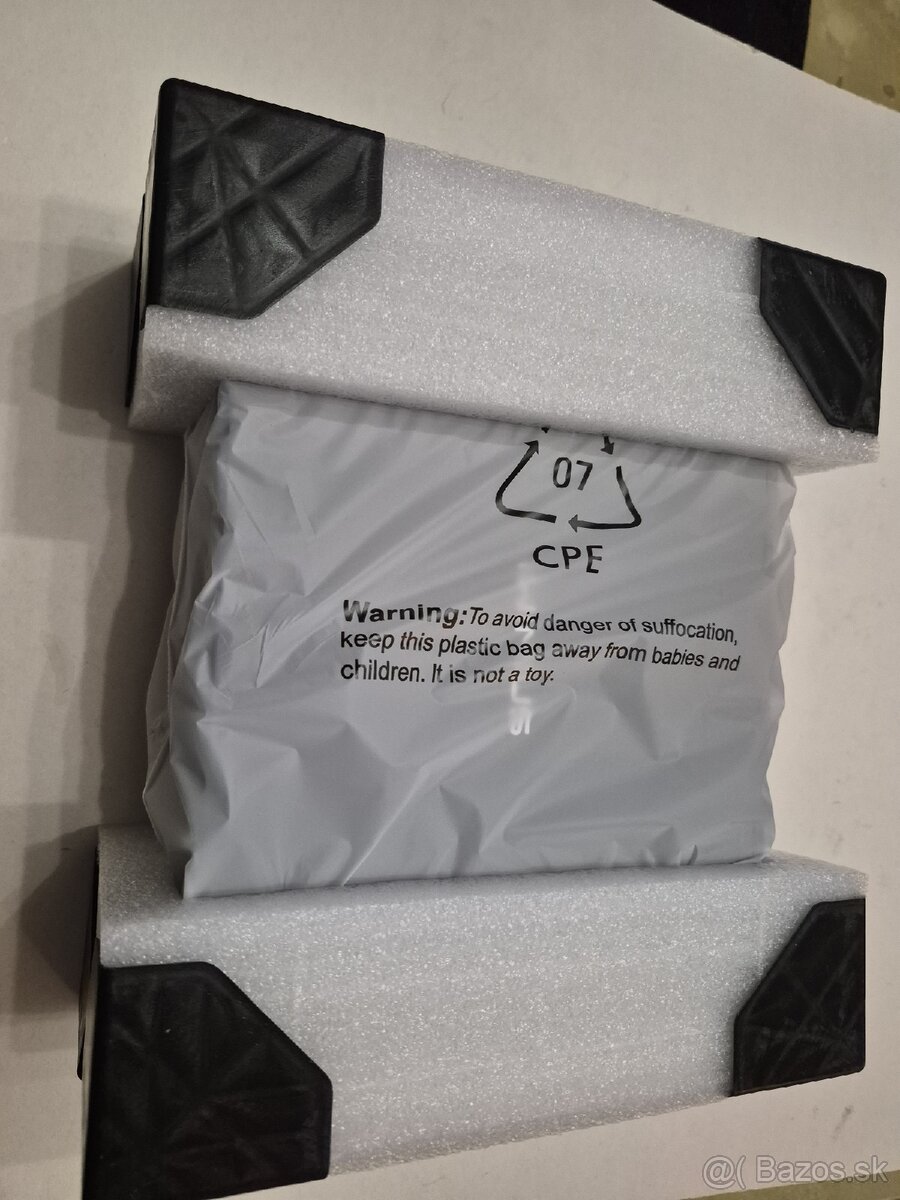 07
CPE
Warning: To avoid danger of suffocation,
keep this plastic bag away from babies and
children. It is not a toy.
@( Bazos.sk